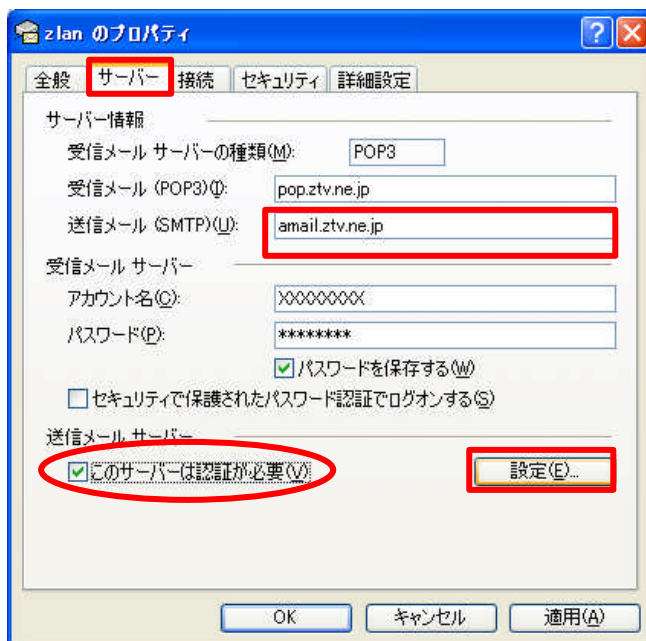 zlan のプロパティ
全般 サーバー 接続 セキュリティ 詳細設定
サーバー情報
受信メール サーバーの種類(M): POP3
受信メール (POP3)(I): pop.ztv.ne.jp
送信メール (SMTP)(U): amail.ztv.ne.jp
受信メール サーバー
アカウント名(C): XXXXXXXX
パスワード(P): ********
パスワードを保存する(W)
セキュリティで保護されたパスワード認証でログオンする(S)
送信メール サーバー
このサーバーは認証が必要(V) 設定(E)...
OK キャンセル 適用(A)